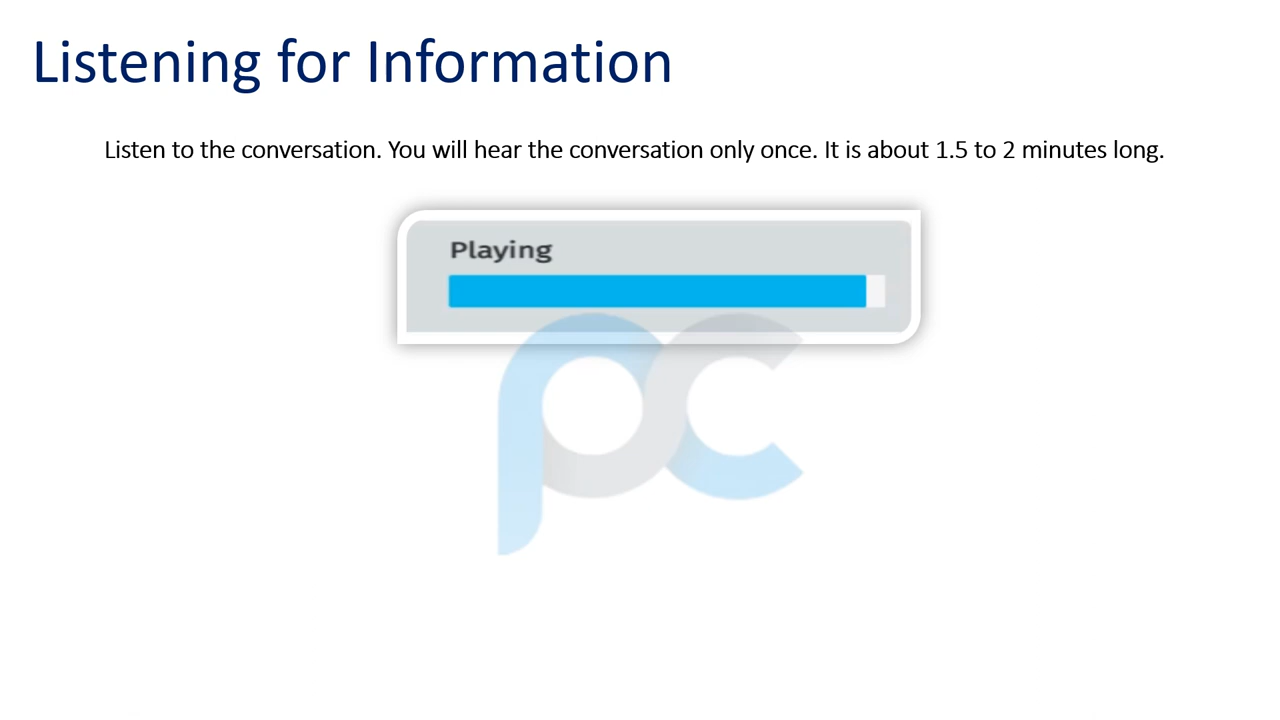 Listening for Information
Listen to the conversation. You will hear the conversation only once. It is about 1.5 to 2 minutes long.
Playing
pc